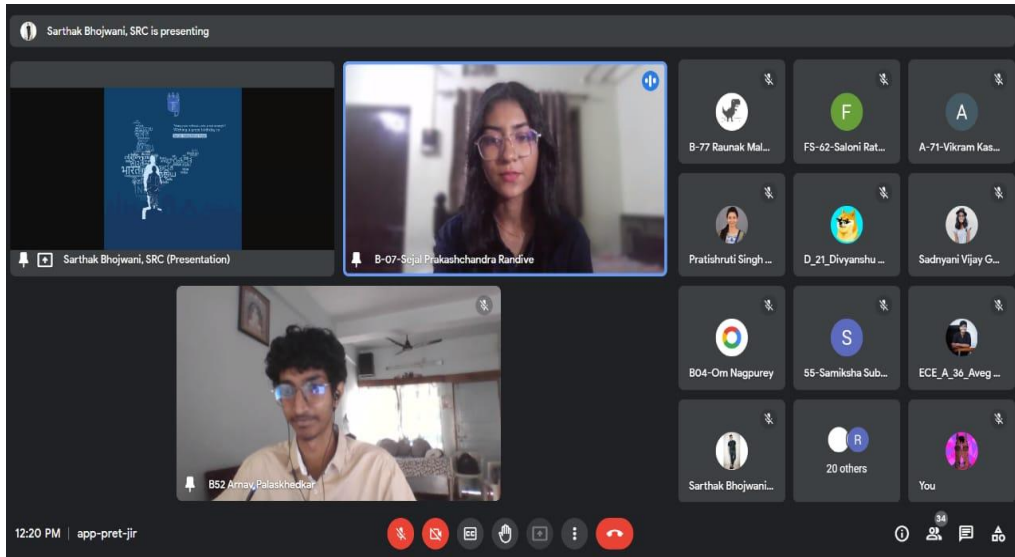 Sarthak Bhojwani, SRC is presenting
Sarthak Bhojwani, SRC (Presentation)
भारत
B-07-Sejal Prakashchandra Randive
B52 Arnav Palaskhedkar
B-77 Raunak Mal...
F
FS-62-Saloni Rat...
A
A-71-Vikram Kas...
Pratishruti Singh ...
D_21_Divyanshu ...
Sadnyani Vijay G...
B04-Om Nagpurey
S
55-Samiksha Sub...
ECE_A_36_Aveg ...
Sarthak Bhojwani...
R
20 others
You
12:20 PM | app-pret-jir
CC
34